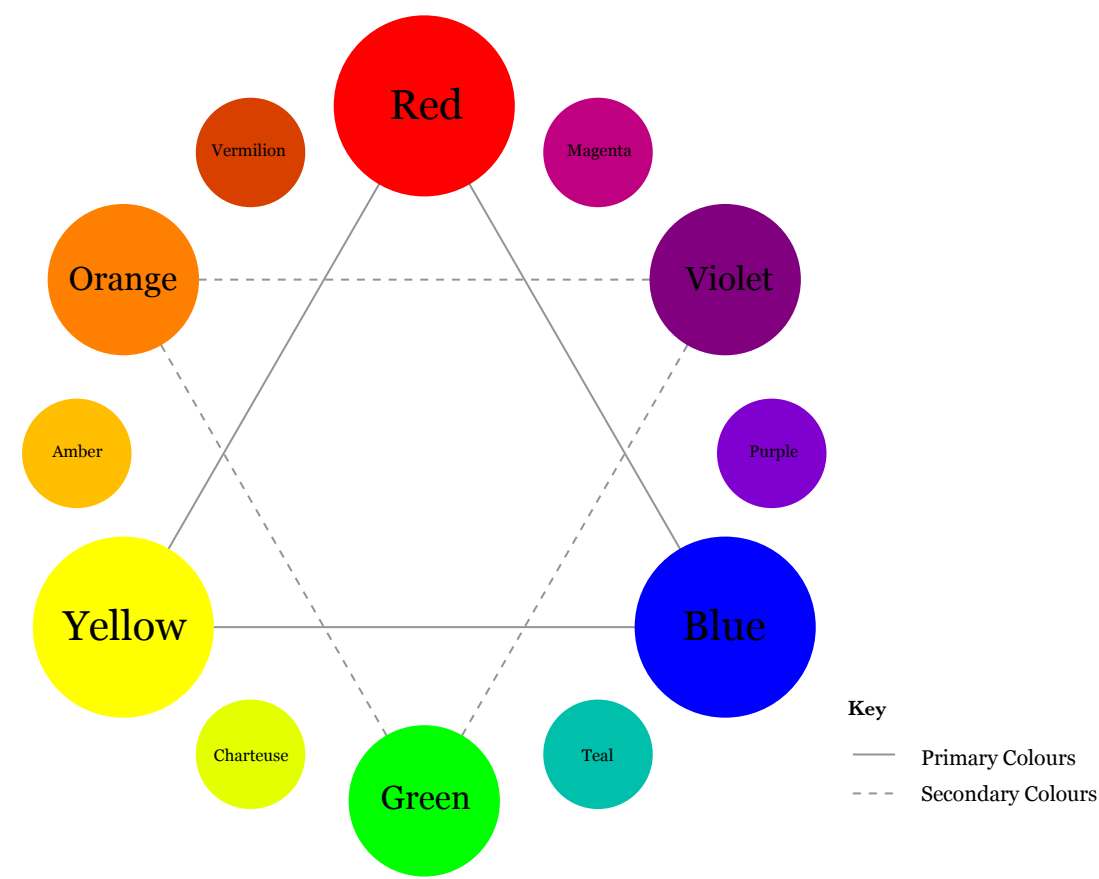 Red
Vermilion
Magenta
Orange
Violet
Amber
Purple
Yellow
Blue
Charteuse
Teal
Green
Key
Primary Colours
Secondary Colours